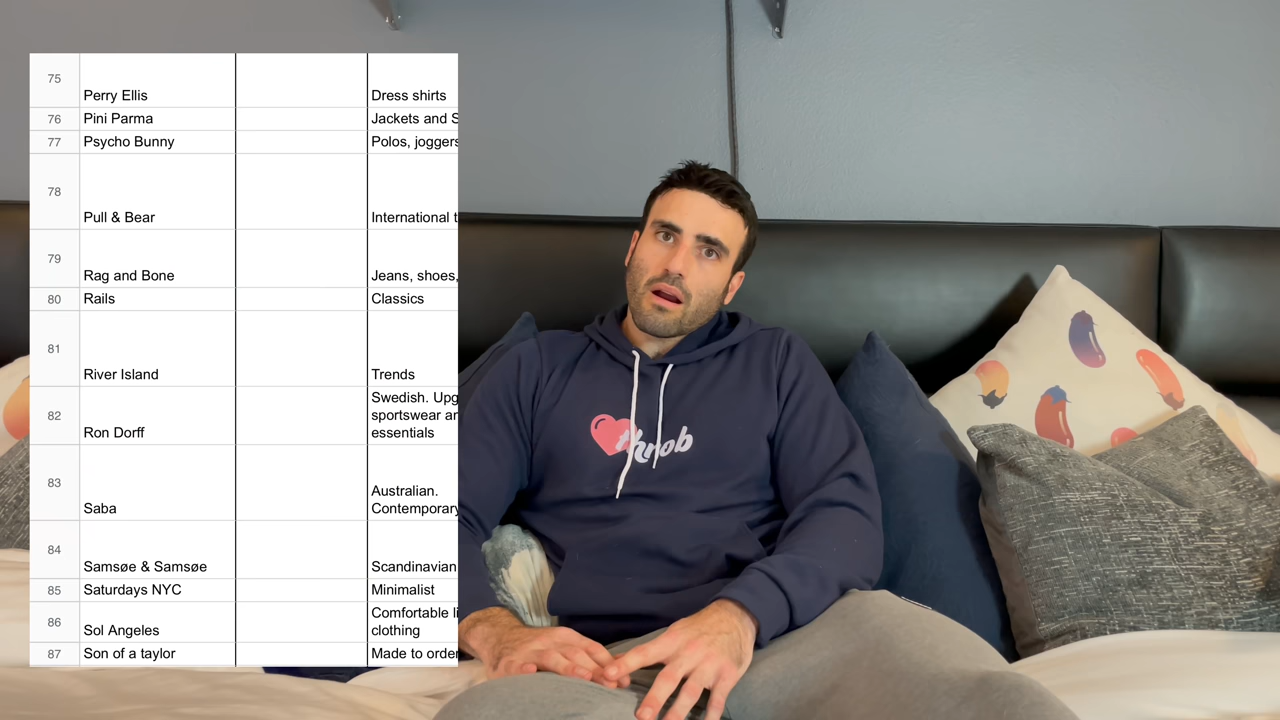 75
Perry Ellis
Dress shirts
76
Pini Parma
Jackets and S
77
Psycho Bunny
Polos, joggers
78
Pull & Bear
International t
79
Rag and Bone
Jeans, shoes,
80
Rails
Classics
81
River Island
Trends
82
Ron Dorff
Swedish. Upg
sportswear an
essentials
83
Saba
Australian.
Contemporary
84
Samsøe & Samsøe
Scandinavian
85
Saturdays NYC
Minimalist
86
Sol Angeles
Comfortable li
clothing
87
Son of a taylor
Made to order
throb